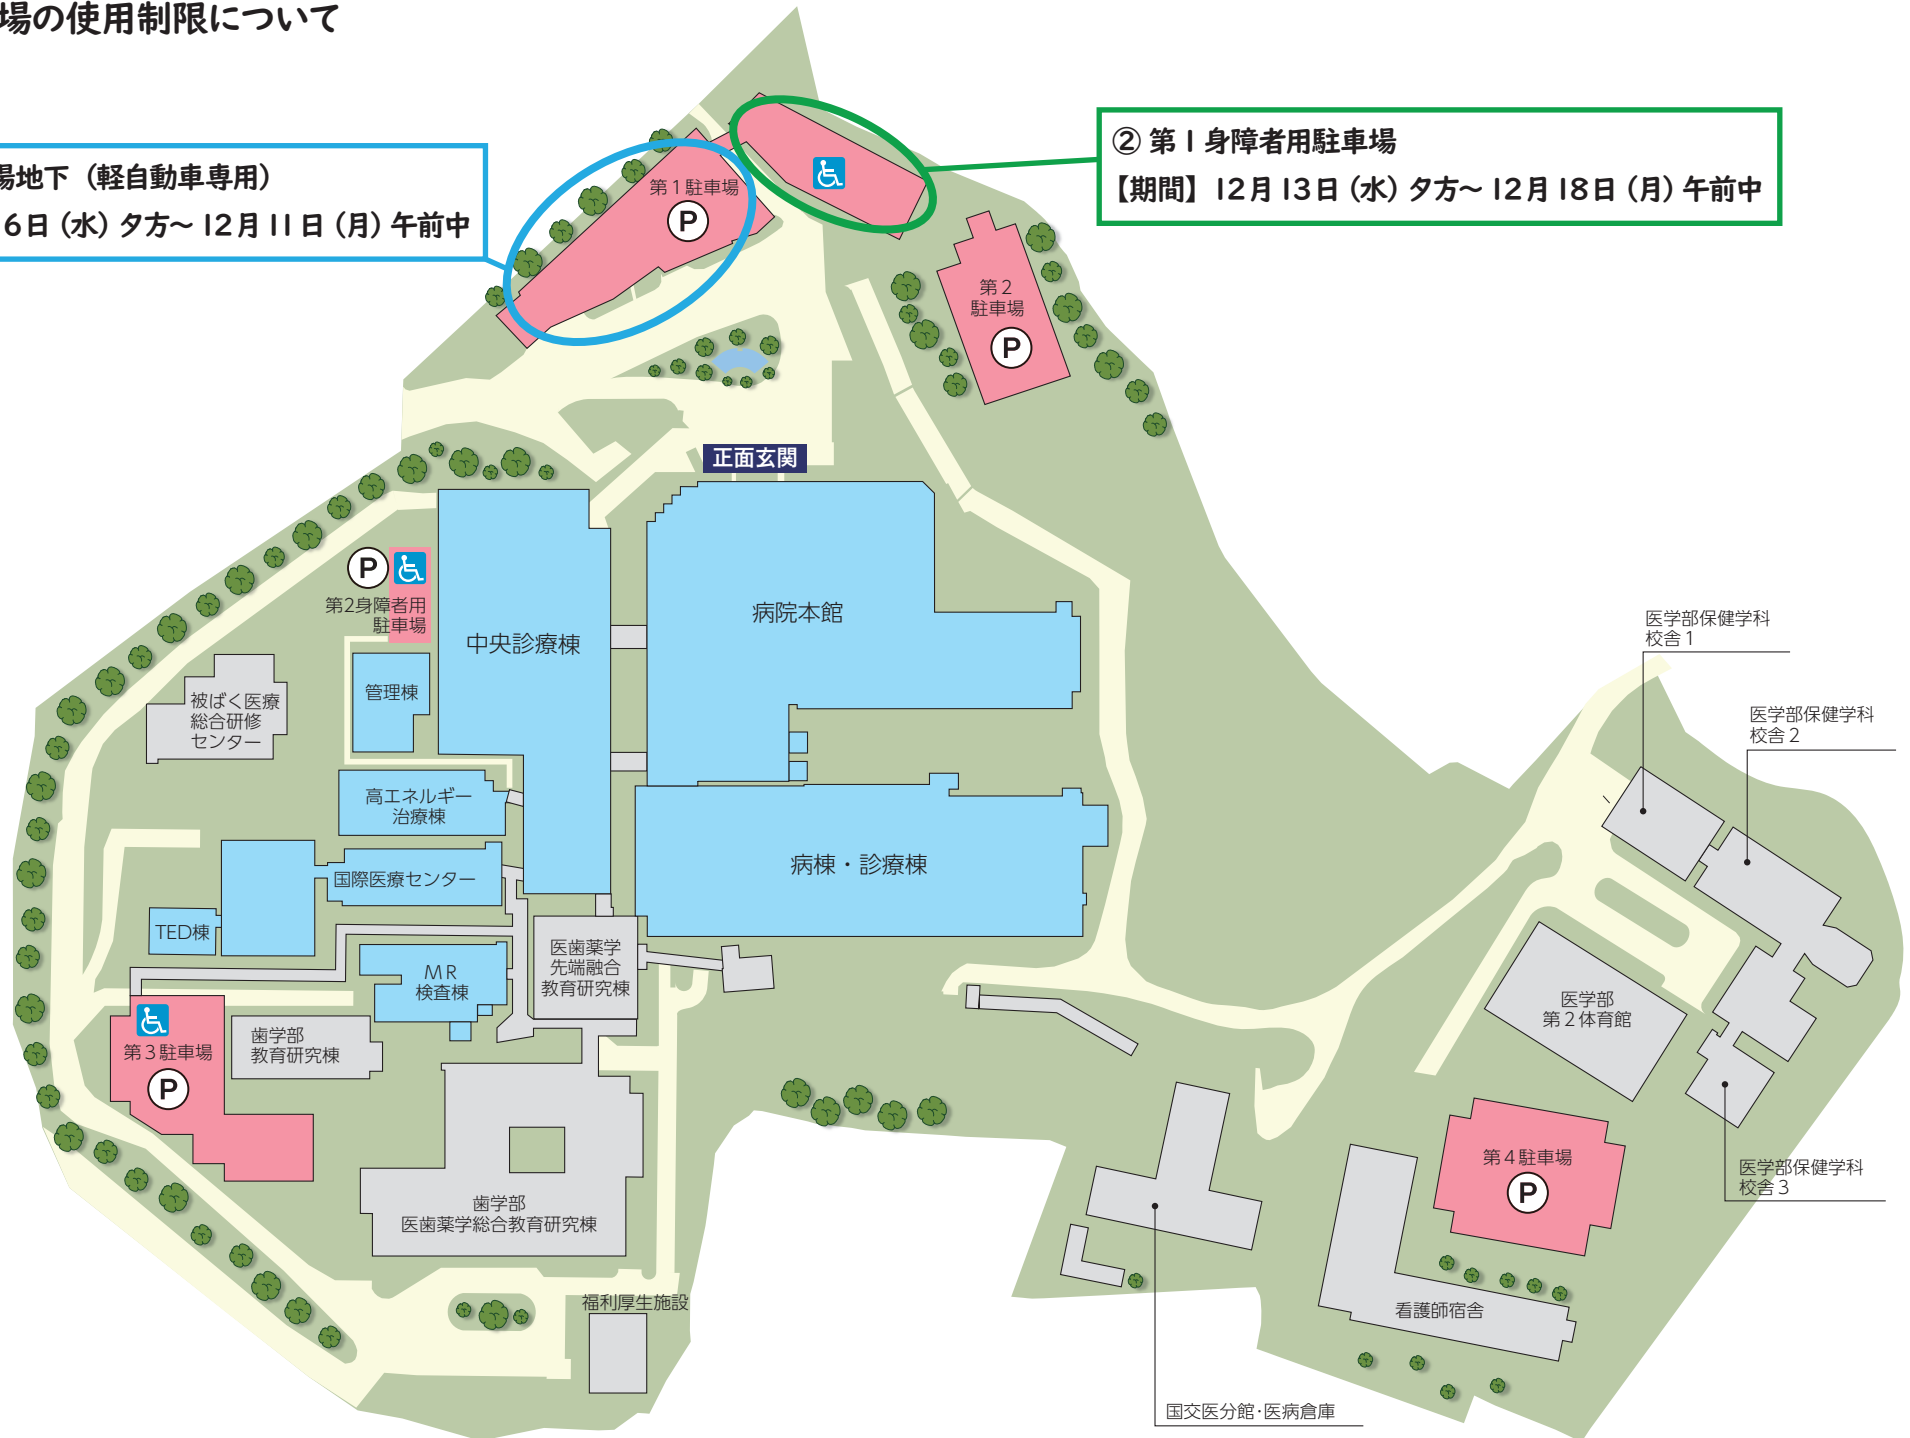 場の使用制限について
場地下（軽自動車専用）
6日（水）夕方～12月11日（月）午前中
② 第1身障者用駐車場
【期間】12月13日（水）夕方～12月18日（月）午前中
第1駐車場
P
第2
駐車場
P
正面玄関
P
第2身障者用
駐車場
中央診療棟
病院本館
管理棟
被ばく医療
総合研修
センター
高エネルギー
治療棟
国際医療センター
病棟・診療棟
TED棟
MR
検査棟
医歯薬学
先端融合
教育研究棟
第3駐車場
P
歯学部
教育研究棟
歯学部
医歯薬学総合教育研究棟
福利厚生施設
医学部保健学科
校舎1
医学部保健学科
校舎2
医学部
第2体育館
第4駐車場
P
医学部保健学科
校舎3
看護師宿舎
国交医分館・医病倉庫